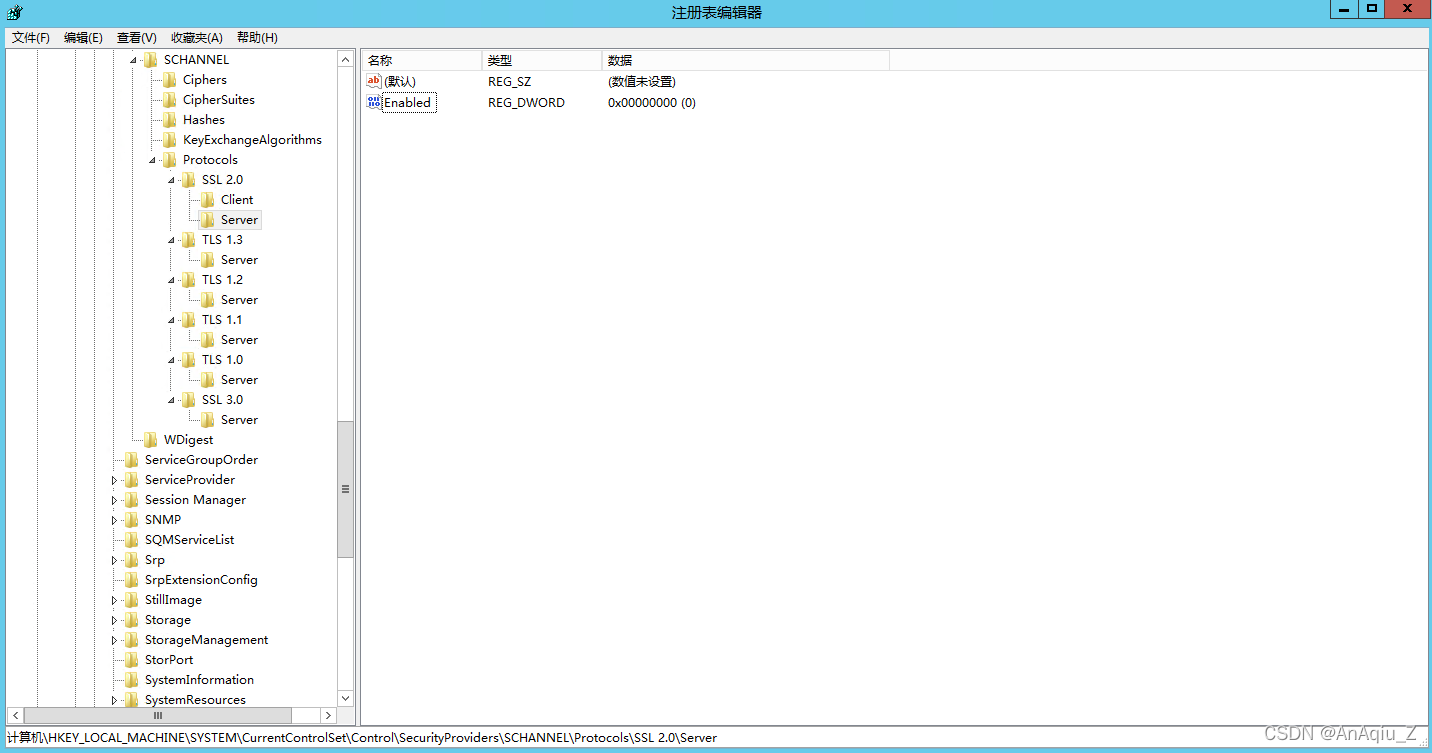 注册表编辑器
文件(F) 编辑(E) 查看(V) 收藏夹(A) 帮助(H)
SCHANNEL
Ciphers
CipherSuites
Hashes
KeyExchangeAlgorithms
Protocols
SSL 2.0
Client
Server
TLS 1.3
Server
TLS 1.2
Server
TLS 1.1
Server
TLS 1.0
Server
SSL 3.0
Server
WDigest
ServiceGroupOrder
ServiceProvider
Session Manager
SNMP
SQMServiceList
Srp
SrpExtensionConfig
StillImage
Storage
StorageManagement
StorPort
SystemInformation
SystemResources
名称 类型 数据
ab (默认) REG_SZ (数值未设置)
Enabled REG_DWORD 0x00000000 (0)
计算机\HKEY_LOCAL_MACHINE\SYSTEM\CurrentControlSet\Control\SecurityProviders\SCHANNEL\Protocols\SSL 2.0\Server
CSDN @AnAqiu_Z